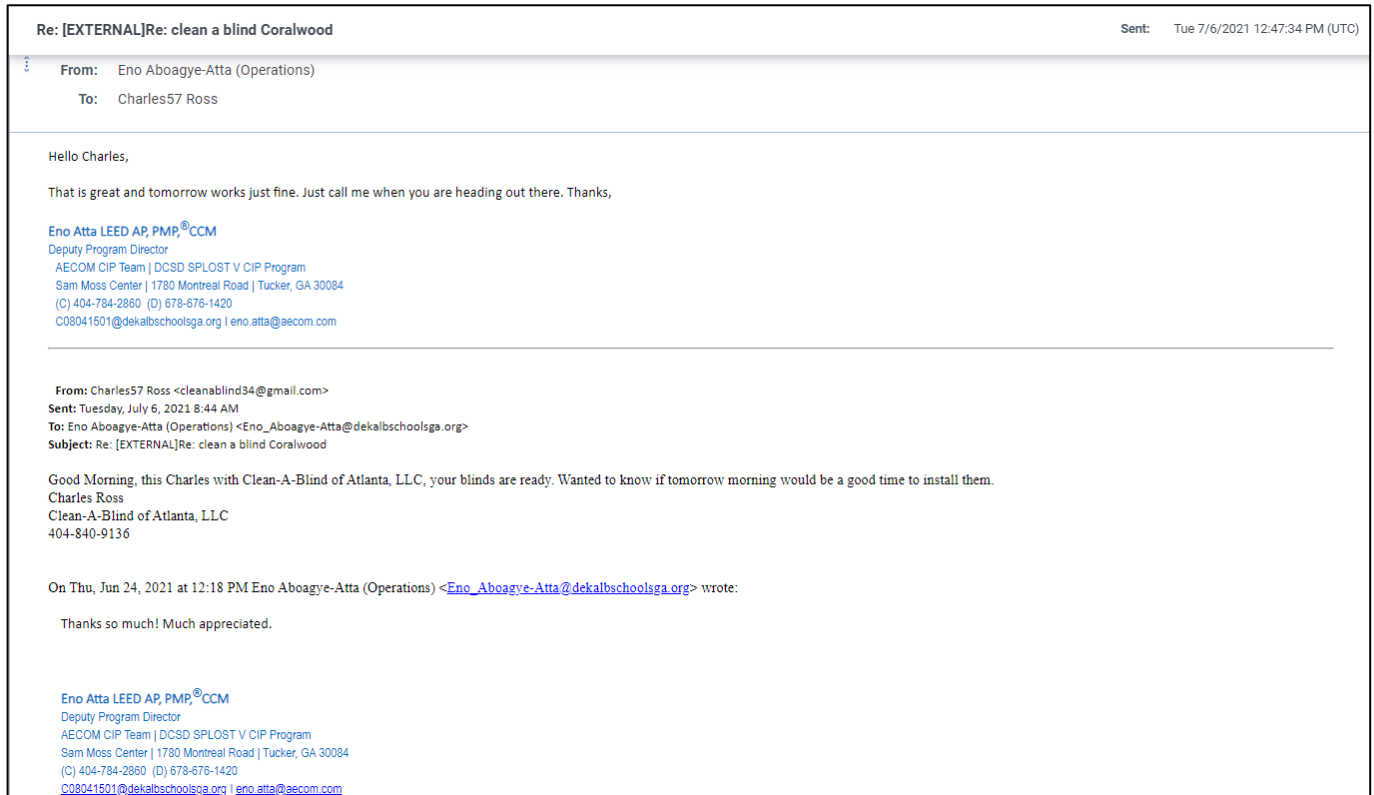 Re: [EXTERNAL]Re: clean a blind Coralwood
Sent: Tue 7/6/2021 12:47:34 PM (UTC)
From: Eno Aboagye-Atta (Operations)
To: Charles57 Ross
Hello Charles,
That is great and tomorrow works just fine. Just call me when you are heading out there. Thanks,
Eno Atta LEED AP, PMP,®CCM
Deputy Program Director
AECOM CIP Team | DCSD SPLOST V CIP Program
Sam Moss Center | 1780 Montreal Road | Tucker, GA 30084
(C) 404-784-2860 (D) 678-676-1420
C08041501@dekalbschoolsga.org I eno.atta@aecom.com
From: Charles57 Ross <cleanablind34@gmail.com>
Sent: Tuesday, July 6, 2021 8:44 AM
To: Eno Aboagye-Atta (Operations) <Eno_Aboagye-Atta@dekalbschoolsga.org>
Subject: Re: [EXTERNAL]Re: clean a blind Coralwood
Good Morning, this Charles with Clean-A-Blind of Atlanta, LLC, your blinds are ready. Wanted to know if tomorrow morning would be a good time to install them.
Charles Ross
Clean-A-Blind of Atlanta, LLC
404-840-9136
On Thu, Jun 24, 2021 at 12:18 PM Eno Aboagye-Atta (Operations) <Eno_Aboagye-Atta@dekalbschoolsga.org> wrote:
Thanks so much! Much appreciated.
Eno Atta LEED AP, PMP,®CCM
Deputy Program Director
AECOM CIP Team | DCSD SPLOST V CIP Program
Sam Moss Center | 1780 Montreal Road | Tucker, GA 30084
(C) 404-784-2860 (D) 678-676-1420
C08041501@dekalbschoolsga.org I eno.atta@aecom.com